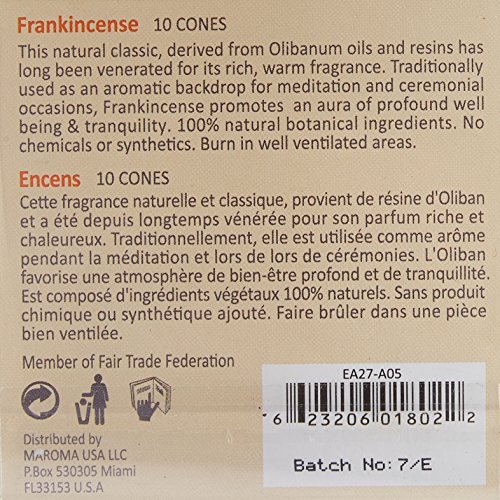 Frankincense 10 CONES
This natural classic, derived from Olibanum oils and resins has
long been venerated for its rich, warm fragrance. Traditionally
used as an aromatic backdrop for meditation and ceremonial
occasions, Frankincense promotes an aura of profound well
being & tranquility. 100% natural botanical ingredients. No
chemicals or synthetics. Burn in well ventilated areas.
Encens 10 CONES
Cette fragrance naturelle et classique, provient de résine d'Oliban
et a été depuis longtemps vénérée pour son parfum riche et
chaleureux. Traditionnellement, elle est utilisée comme arôme
pendant la méditation et lors de lors de cérémonies. L'Oliban
favorise une atmosphère de bien-être profond et de tranquillité.
Est composé d'ingrédients végétaux 100% naturels. Sans produit
chimique ou synthétique ajouté. Faire brûler dans une pièce
bien ventilée.
Member of Fair Trade Federation
Distributed by
MAROMA USA LLC
P.Box 530305 Miami
FL33153 U.S.A
EA27-A05
6 23206 01802 2
Batch No: 7/E